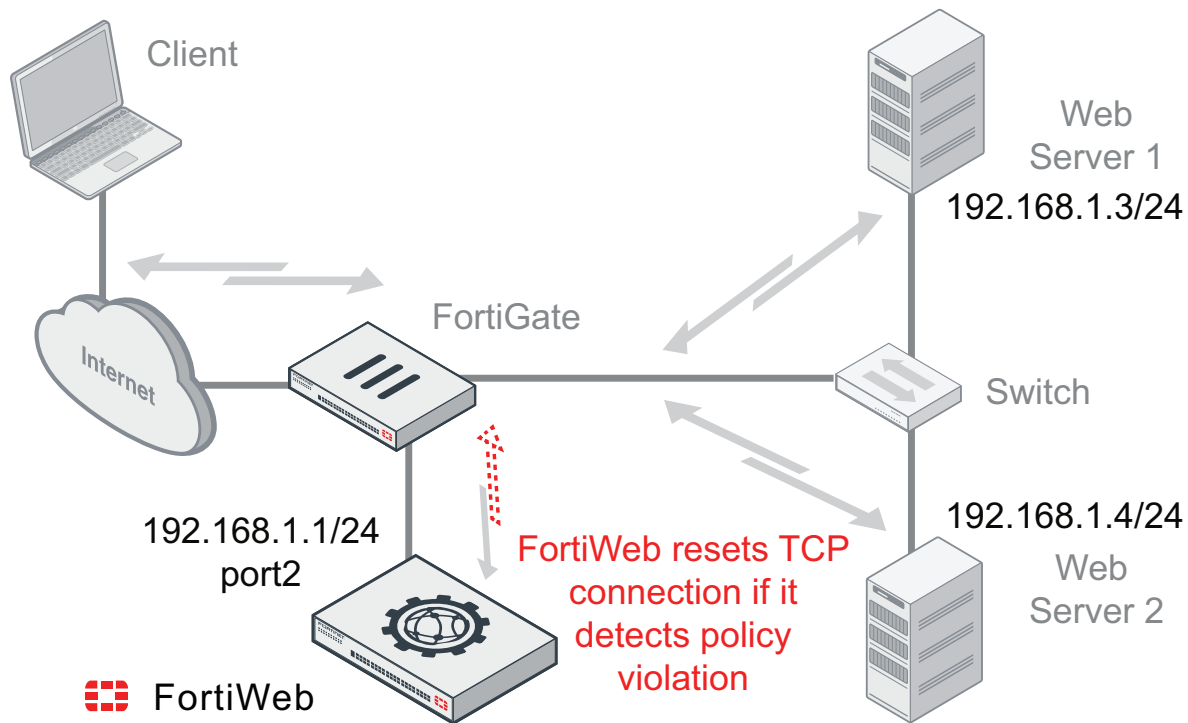 Client
Web
Server 1
192.168.1.3/24
FortiGate
Internet
Switch
192.168.1.1/24
port2
192.168.1.4/24
FortiWeb resets TCP
connection if it
detects policy
violation
Web
Server 2
FORTINET
FortiWeb